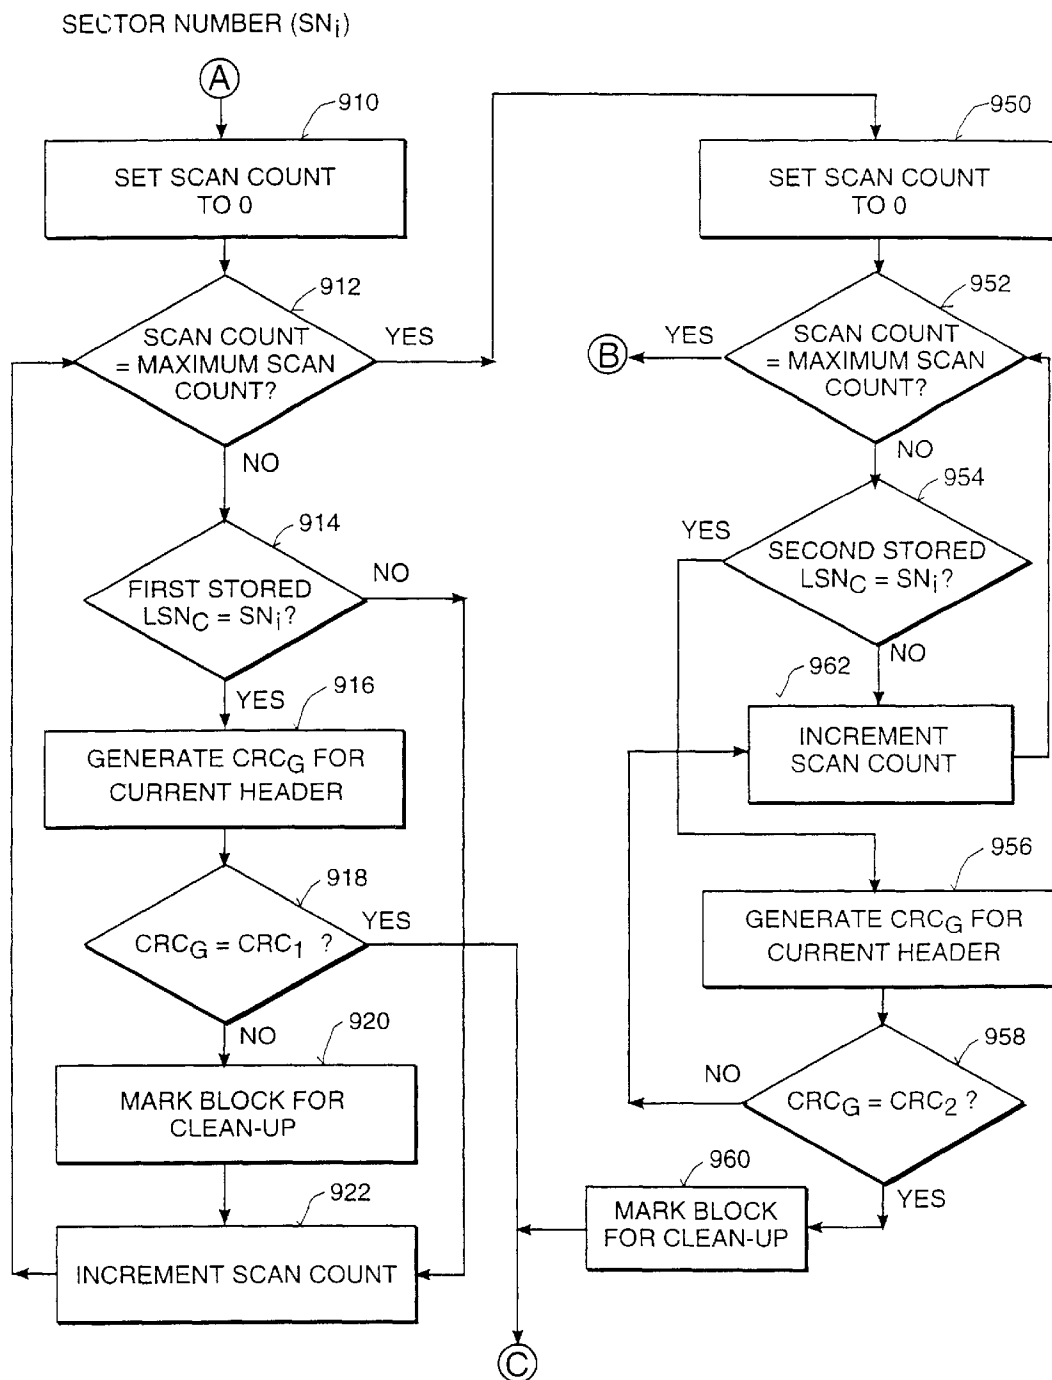 SECTOR NUMBER (SNi)
A
910
SET SCAN COUNT
TO 0
912
SCAN COUNT
= MAXIMUM SCAN
COUNT?
YES
NO
914
FIRST STORED
LSNC = SNi?
NO
YES
916
GENERATE CRCG FOR
CURRENT HEADER
918
CRCG = CRC1 ?
YES
NO
920
MARK BLOCK FOR
CLEAN-UP
922
INCREMENT SCAN COUNT
950
SET SCAN COUNT
TO 0
952
SCAN COUNT
= MAXIMUM SCAN
COUNT?
YES
B
NO
954
YES
SECOND STORED
LSNC = SNi?
NO
962
INCREMENT
SCAN COUNT
956
GENERATE CRCG FOR
CURRENT HEADER
958
NO
CRCG = CRC2 ?
YES
960
MARK BLOCK
FOR CLEAN-UP
C